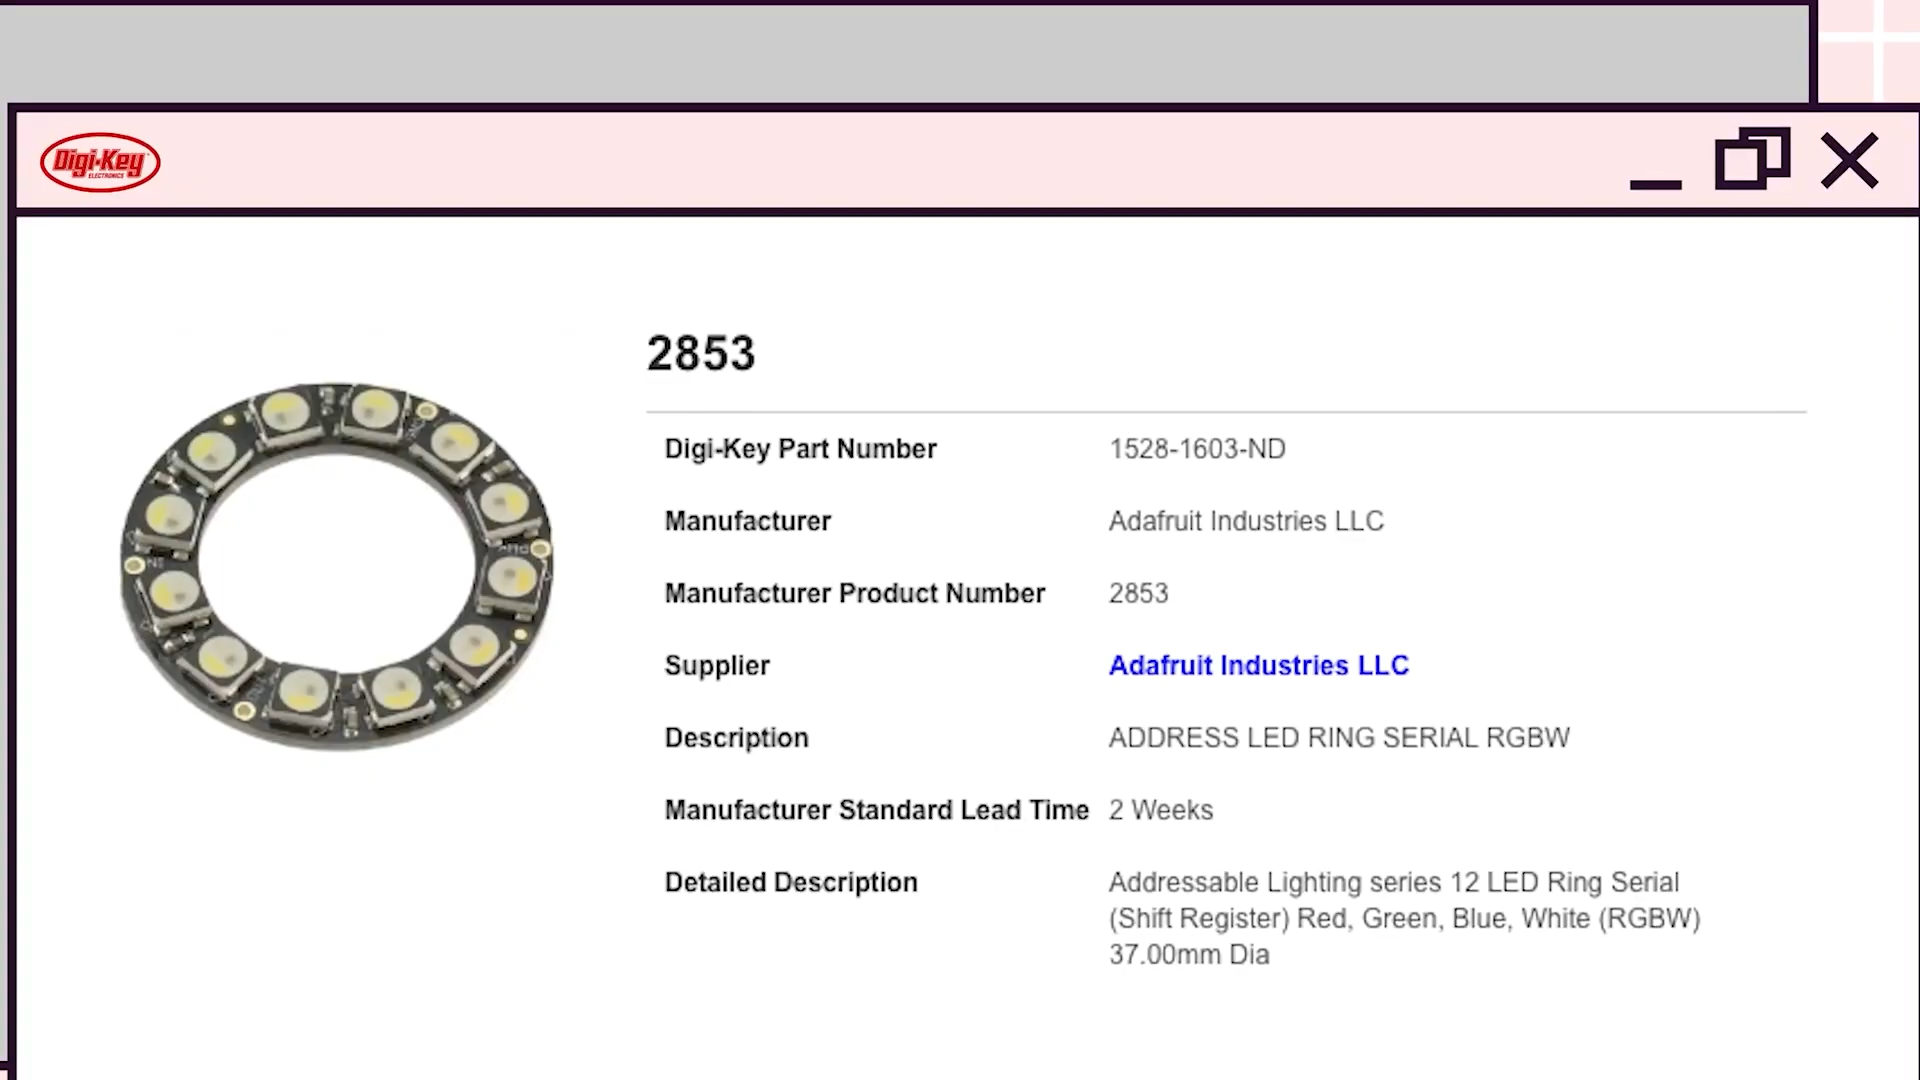 Digi-Key
ELECTRONICS
2853
Digi-Key Part Number 1528-1603-ND
Manufacturer Adafruit Industries LLC
Manufacturer Product Number 2853
Supplier Adafruit Industries LLC
Description ADDRESS LED RING SERIAL RGBW
Manufacturer Standard Lead Time 2 Weeks
Detailed Description Addressable Lighting series 12 LED Ring Serial
(Shift Register) Red, Green, Blue, White (RGBW)
37.00mm Dia